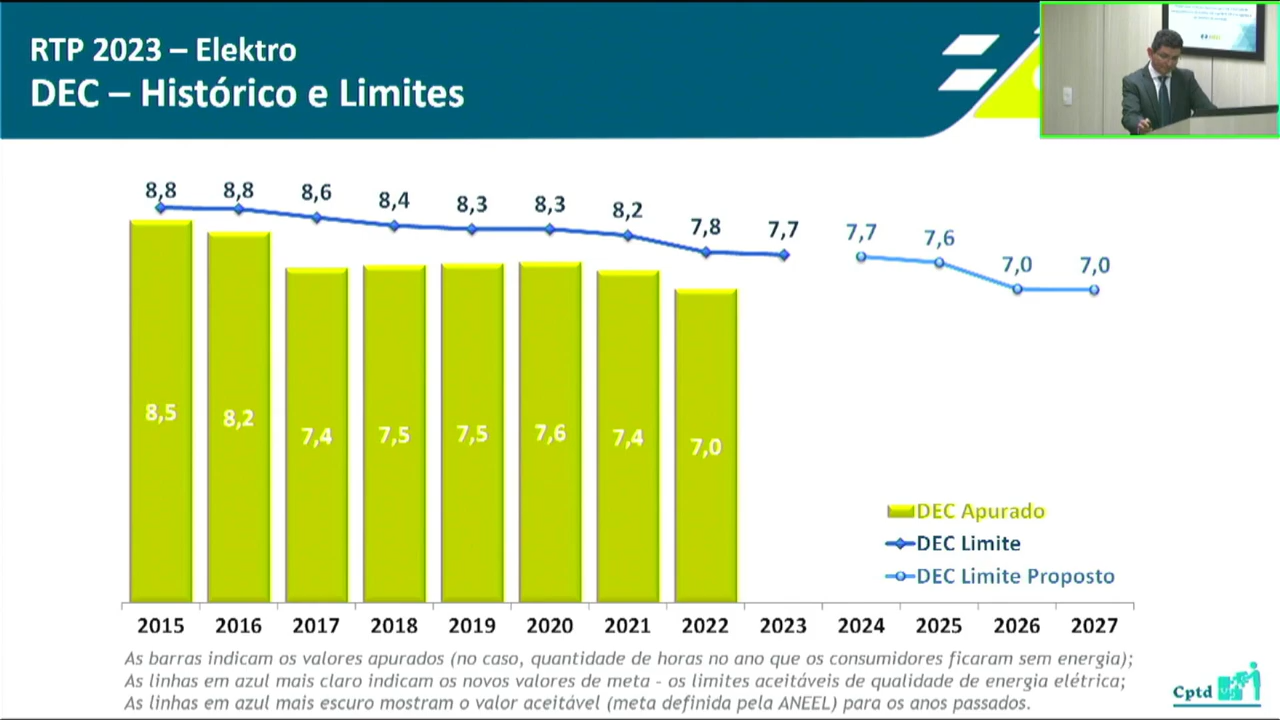 RTP 2023 – Elektro
DEC – Histórico e Limites
8,8 8,8 8,6 8,4 8,3 8,3 8,2 7,8 7,7 7,7 7,6 7,0 7,0
8,5 8,2 7,4 7,5 7,5 7,6 7,4 7,0
DEC Apurado
DEC Limite
DEC Limite Proposto
2015 2016 2017 2018 2019 2020 2021 2022 2023 2024 2025 2026 2027
As barras indicam os valores apurados (no caso, quantidade de horas no ano que os consumidores ficaram sem energia);
As linhas em azul mais claro indicam os novos valores de meta - os limites aceitáveis de qualidade de energia elétrica;
As linhas em azul mais escuro mostram o valor aceitável (meta definida pela ANEEL) para os anos passados.
Cptd